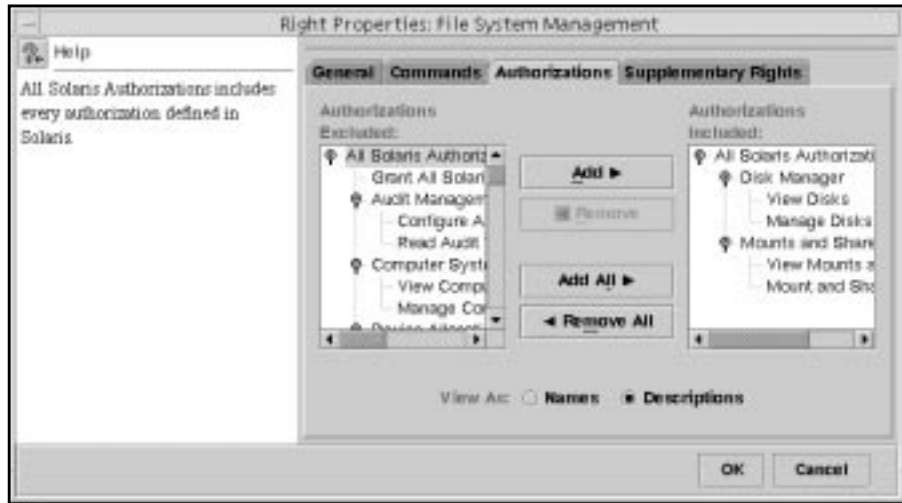 Right Properties: File System Management
Help
All Solaris Authorizations includes
every authorization defined in
Solaris.
General Commands Authorizations Supplementary Rights
Authorizations
Excluded:
All Solaris Authoriz
Grant All Solari
Audit Managem
Configure A
Read Audit
Computer Syste
View Compu
Manage Con
Add ▶
◀ Remove
Add All ▶
◀ Remove All
Authorizations
Included:
All Solaris Authorizati
Disk Manager
View Disks
Manage Disks
Mounts and Share
View Mounts a
Mount and Sha
View As: Names Descriptions
OK Cancel